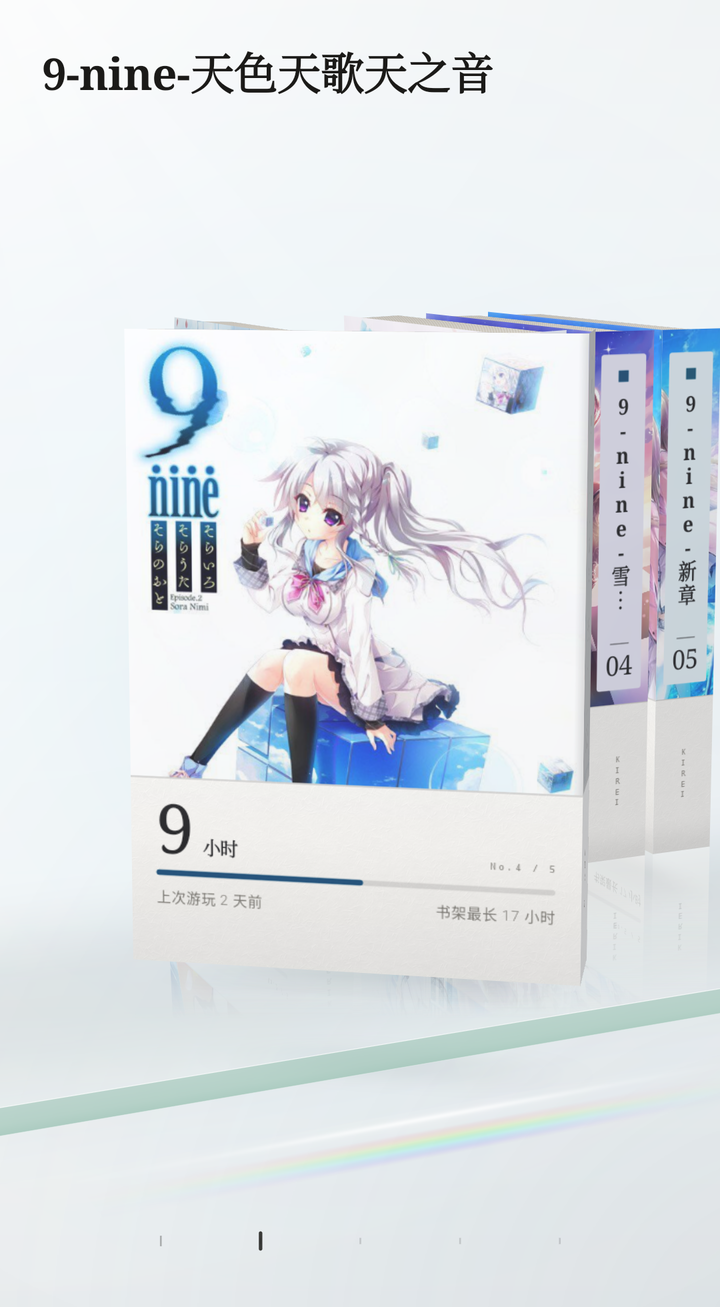 9-nine-天色天歌天之音
9
nine
そらいろ
そらうた
そらのおと
Episode.2
Sora Nimi
9 小时
No.4 / 5
上次游玩 2 天前
书架最长 17 小时
9-nine-雪…
04
KIREI
9-nine-新章
05
KIREI